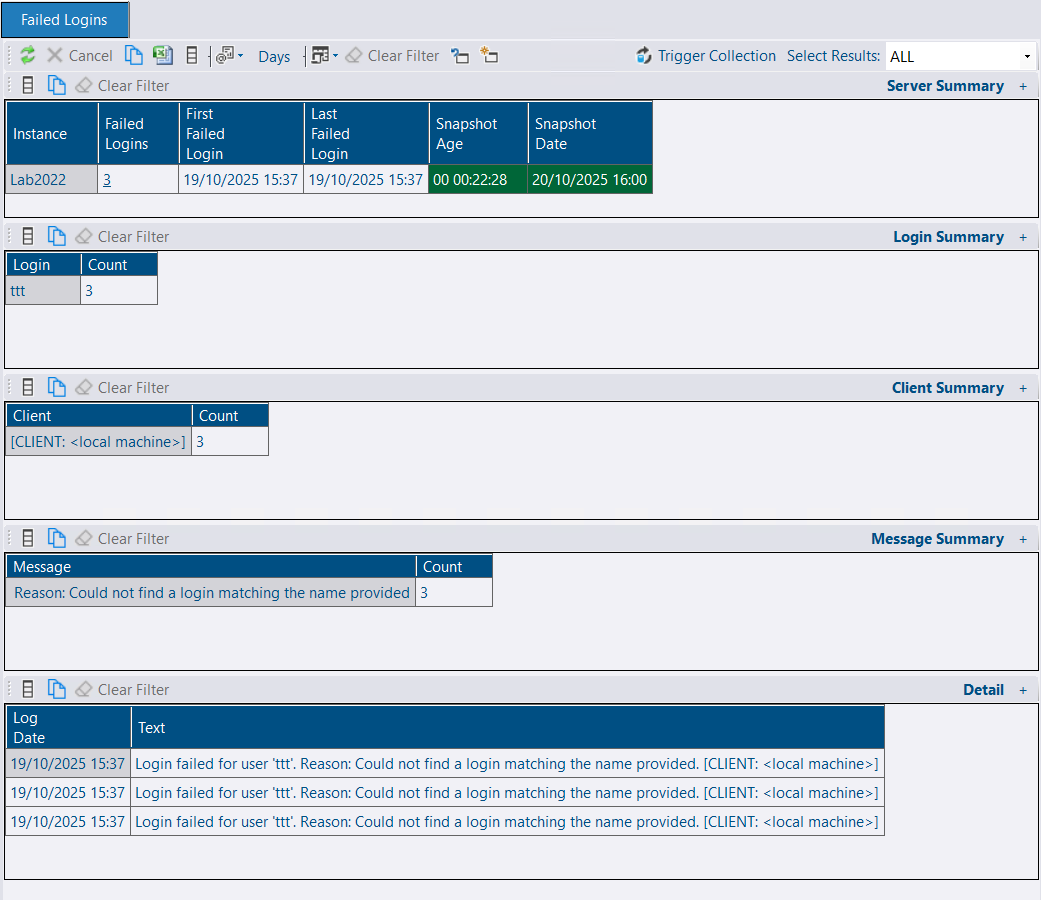 Failed Logins
Cancel Days Clear Filter Trigger Collection Select Results: ALL
Clear Filter Server Summary +
Instance Failed Logins First Failed Login Last Failed Login Snapshot Age Snapshot Date
Lab2022 3 19/10/2025 15:37 19/10/2025 15:37 00 00:22:28 20/10/2025 16:00
Clear Filter Login Summary +
Login Count
ttt 3
Clear Filter Client Summary +
Client Count
[CLIENT: <local machine>] 3
Clear Filter Message Summary +
Message Count
Reason: Could not find a login matching the name provided 3
Clear Filter Detail +
Log Date Text
19/10/2025 15:37 Login failed for user 'ttt'. Reason: Could not find a login matching the name provided. [CLIENT: <local machine>]
19/10/2025 15:37 Login failed for user 'ttt'. Reason: Could not find a login matching the name provided. [CLIENT: <local machine>]
19/10/2025 15:37 Login failed for user 'ttt'. Reason: Could not find a login matching the name provided. [CLIENT: <local machine>]